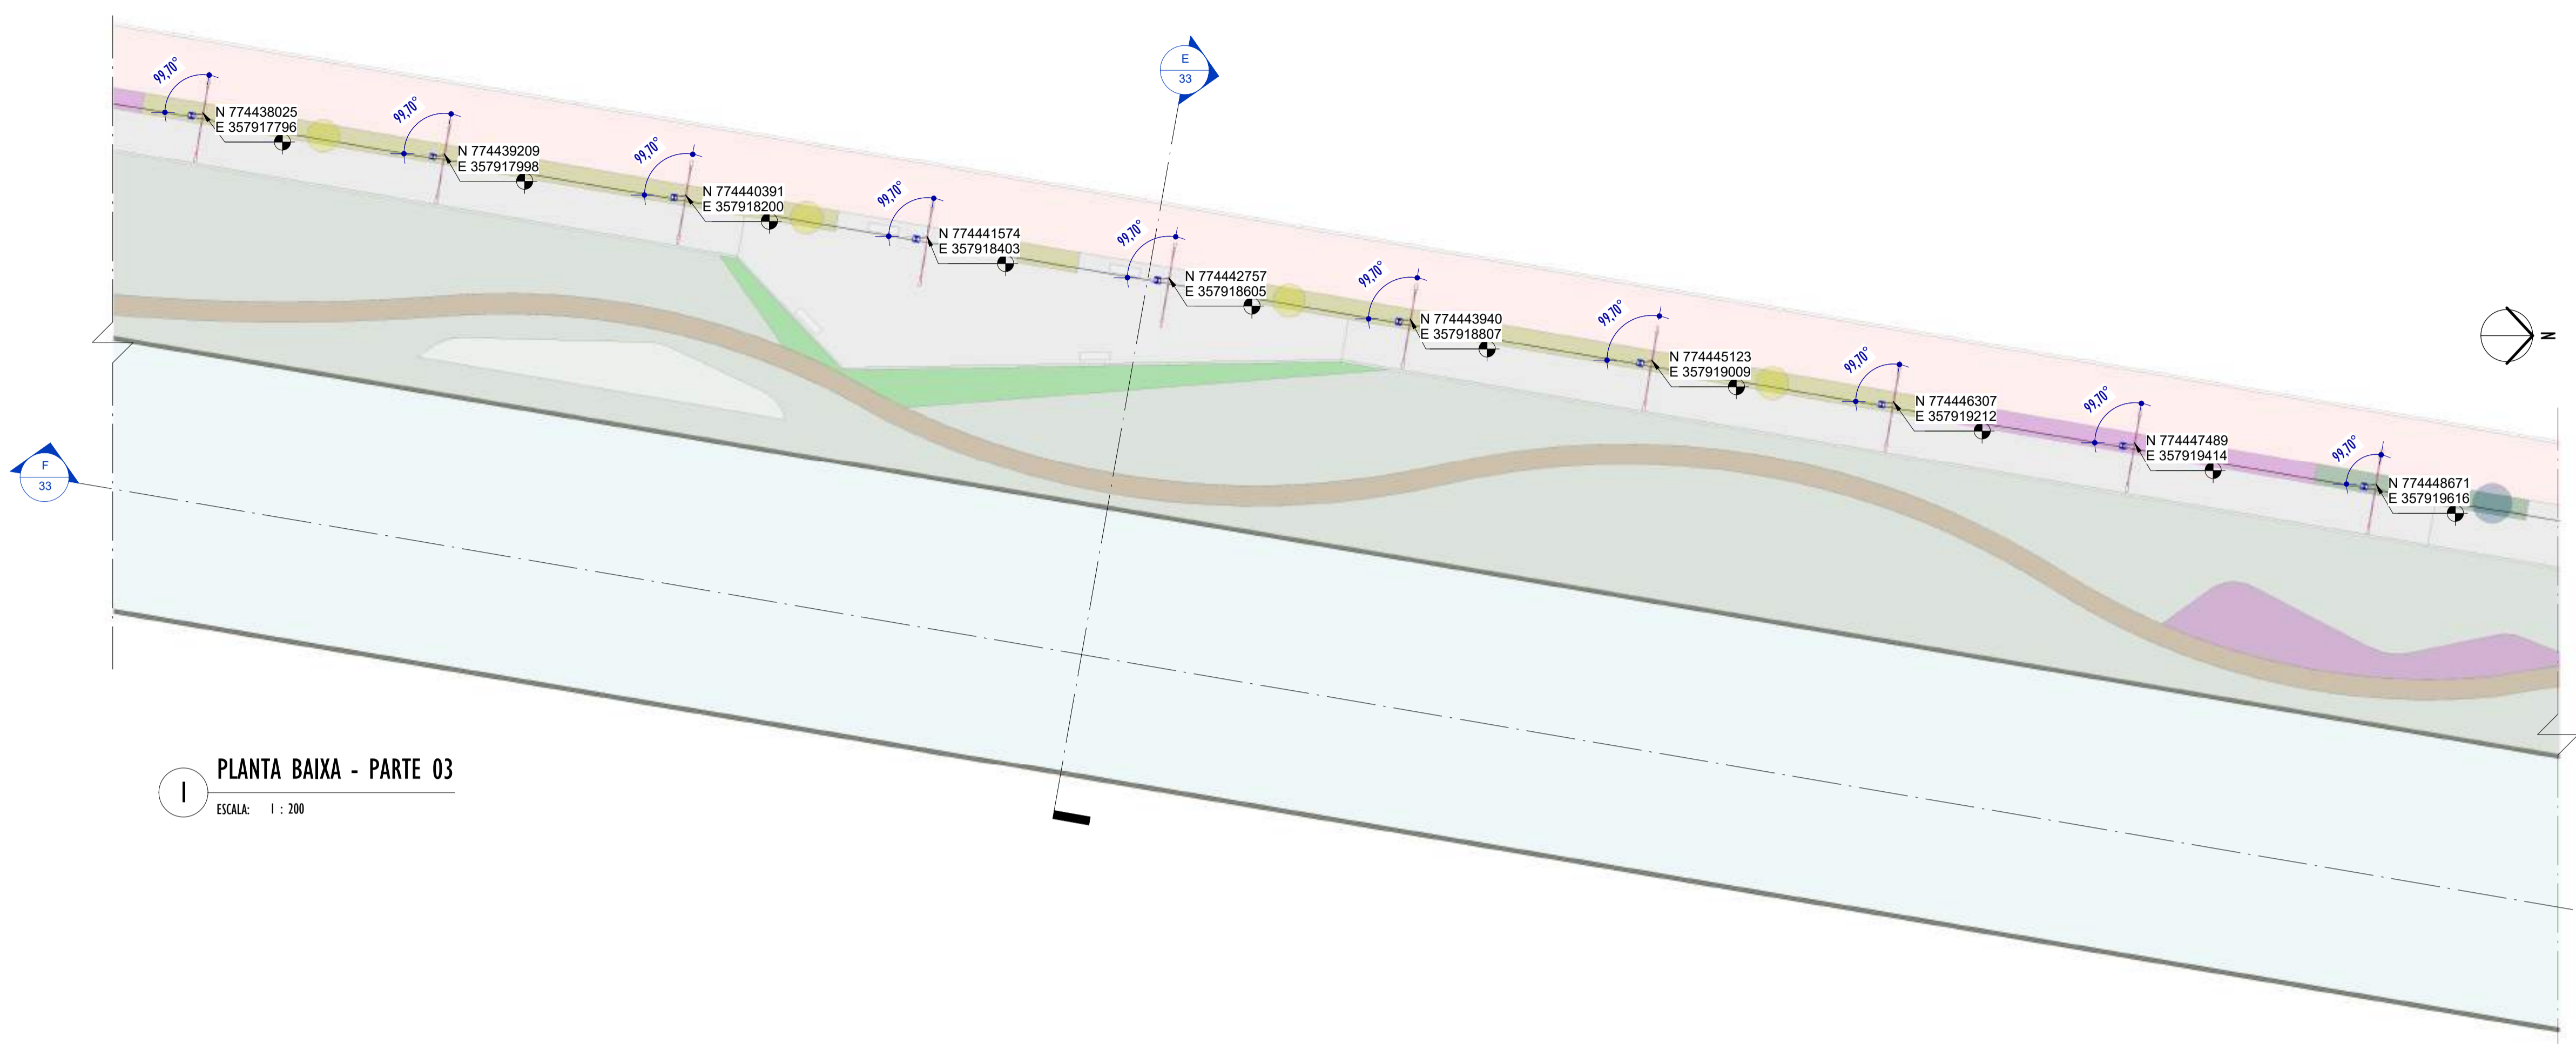 E
33
99,70°
N 774438025
E 357917796
99,70°
N 774439209
E 357917998
99,70°
N 774440391
E 357918200
99,70°
N 774441574
E 357918403
99,70°
N 774442757
E 357918605
99,70°
N 774443940
E 357918807
99,70°
N 774445123
E 357919009
99,70°
N 774446307
E 357919212
99,70°
N 774447489
E 357919414
99,70°
N 774448671
E 357919616
N
F
33
1
PLANTA BAIXA - PARTE 03
ESCALA: 1 : 200